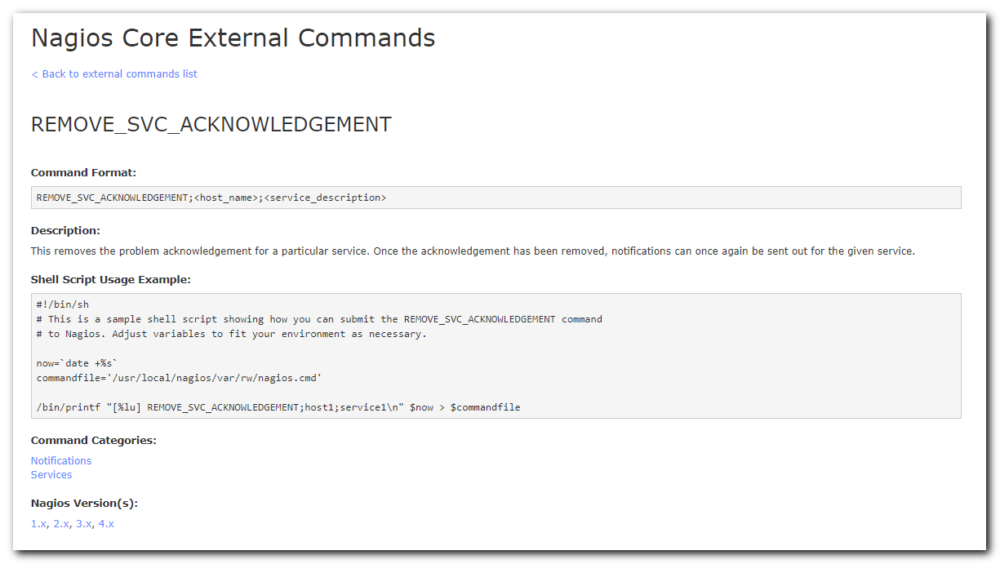 Nagios Core External Commands
< Back to external commands list
REMOVE_SVC_ACKNOWLEDGEMENT
Command Format:
REMOVE_SVC_ACKNOWLEDGEMENT;<host_name>;<service_description>
Description:
This removes the problem acknowledgement for a particular service. Once the acknowledgement has been removed, notifications can once again be sent out for the given service.
Shell Script Usage Example:
#!/bin/sh
# This is a sample shell script showing how you can submit the REMOVE_SVC_ACKNOWLEDGEMENT command
# to Nagios. Adjust variables to fit your environment as necessary.
now=`date +%s`
commandfile='/usr/local/nagios/var/rw/nagios.cmd'
/bin/printf "[%lu] REMOVE_SVC_ACKNOWLEDGEMENT;host1;service1\n" $now > $commandfile
Command Categories:
Notifications
Services
Nagios Version(s):
1.x, 2.x, 3.x, 4.x